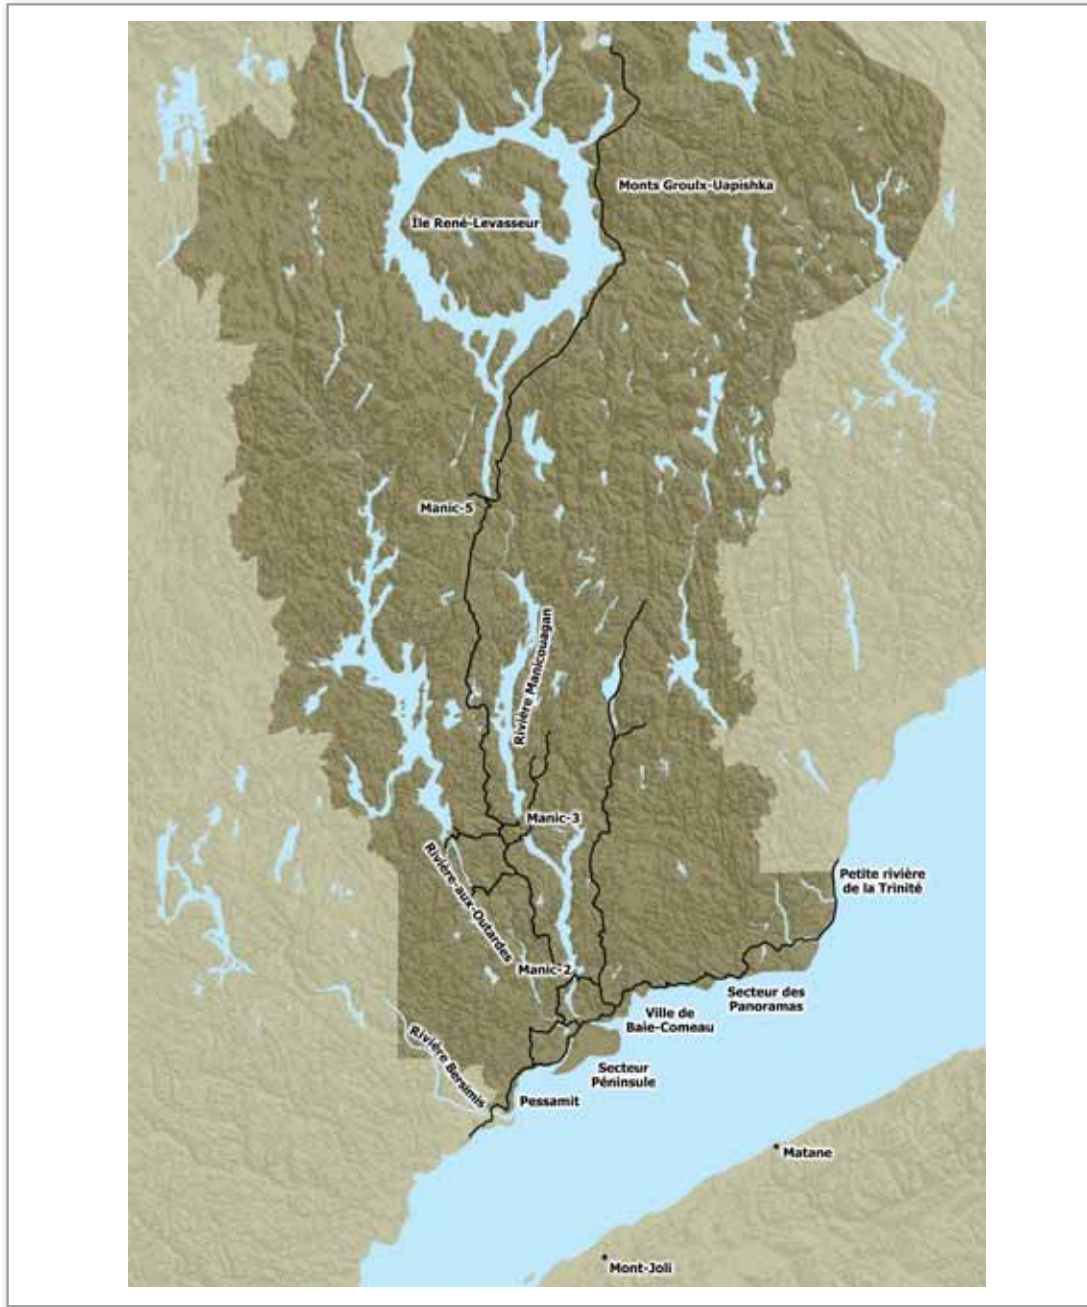 Monts Groulx-Uapishka
Île René-Levasseur
Manic-5
Rivière Manicouagan
Manic-3
Rivière-aux-Outardes
Petite rivière
de la Trinité
Manic-2
Secteur des
Panoramas
Ville de
Baie-Comeau
Rivière Bersimis
Secteur
Péninsule
Pessamit
Matane
Mont-Joli